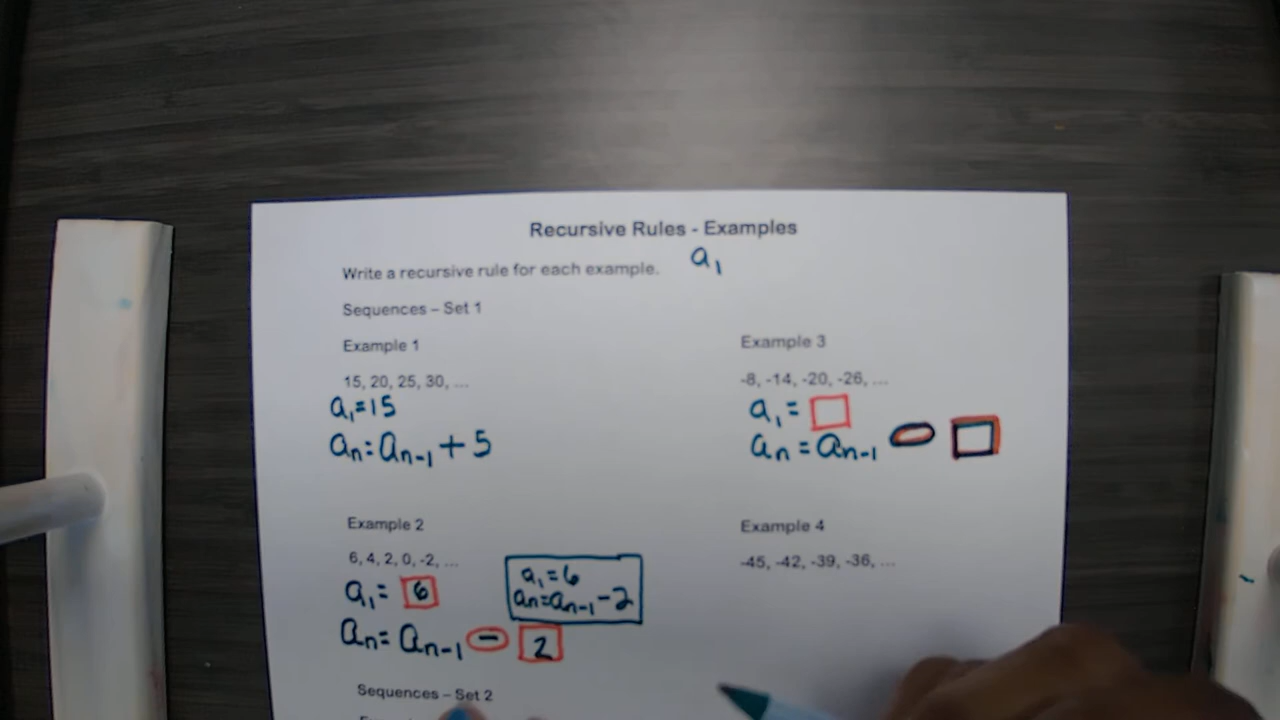 Recursive Rules - Examples
Write a recursive rule for each example. a₁
Sequences – Set 1
Example 1
15, 20, 25, 30, ...
a₁=15
aₙ=aₙ₋₁+5
Example 2
6, 4, 2, 0, -2, ...
a₁= 6
aₙ= aₙ₋₁ - 2
a₁=6
aₙ=aₙ₋₁-2
Example 3
-8, -14, -20, -26, ...
a₁=
aₙ=aₙ₋₁
Example 4
-45, -42, -39, -36, ...
Sequences – Set 2